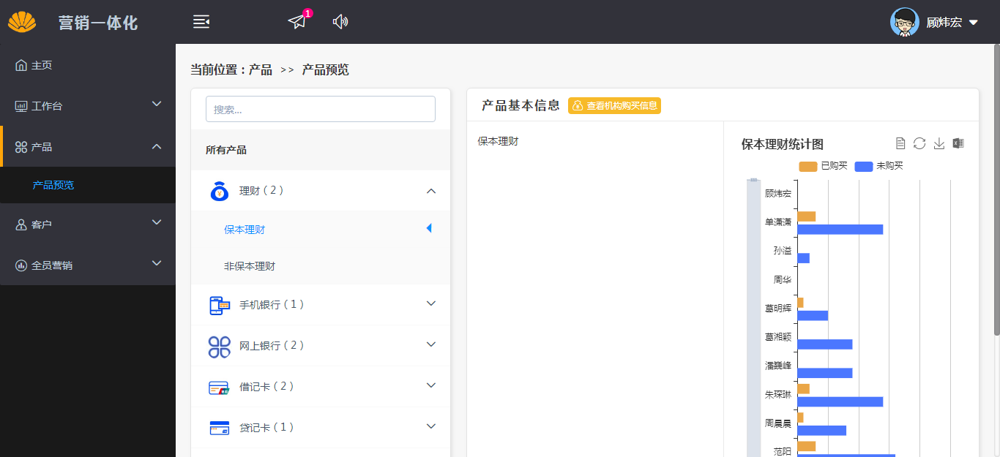 营销一体化
1
顾炜宏
主页
工作台
产品
产品预览
客户
全员营销
当前位置：产品 >> 产品预览
搜索...
所有产品
理财（2）
保本理财
非保本理财
手机银行（1）
网上银行（2）
借记卡（2）
贷记卡（1）
产品基本信息
查看机构购买信息
保本理财
保本理财统计图
已购买
未购买
顾炜宏
单潇潇
孙溢
周华
葛明辉
葛湘颖
潘巍峰
朱琛琳
周晨晨
范阳